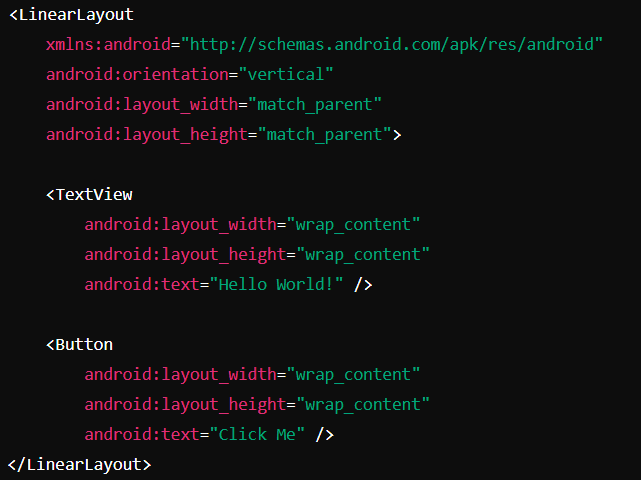 <LinearLayout
    xmlns:android="http://schemas.android.com/apk/res/android"
    android:orientation="vertical"
    android:layout_width="match_parent"
    android:layout_height="match_parent">

    <TextView
        android:layout_width="wrap_content"
        android:layout_height="wrap_content"
        android:text="Hello World!" />

    <Button
        android:layout_width="wrap_content"
        android:layout_height="wrap_content"
        android:text="Click Me" />
</LinearLayout>